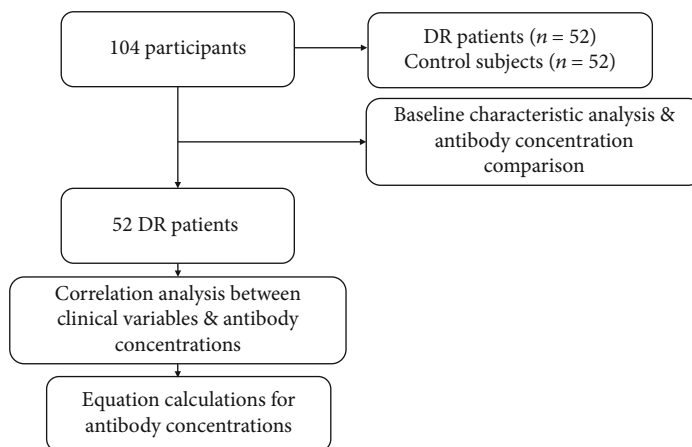 104 participants
DR patients (n = 52)
Control subjects (n = 52)
Baseline characteristic analysis &
antibody concentration
comparison
52 DR patients
Correlation analysis between
clinical variables & antibody
concentrations
Equation calculations for
antibody concentrations